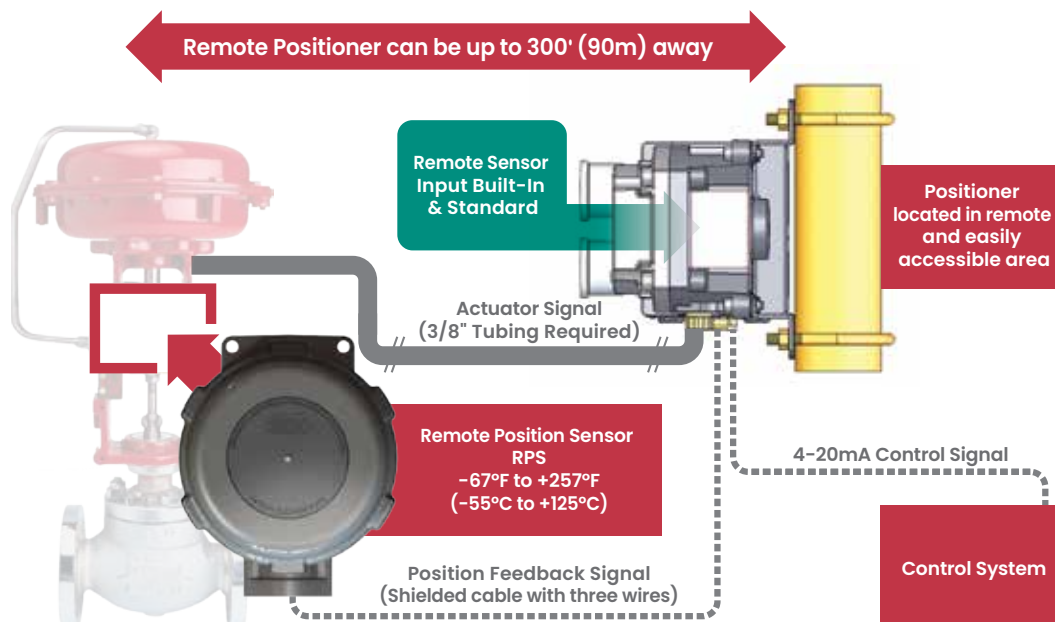 Remote Positioner can be up to 300' (90m) away
Remote Sensor
Input Built-In
& Standard
Positioner
located in remote
and easily
accessible area
Actuator Signal
(3/8" Tubing Required)
Remote Position Sensor
RPS
-67°F to +257°F
(-55°C to +125°C)
4-20mA Control Signal
Control System
Position Feedback Signal
(Shielded cable with three wires)